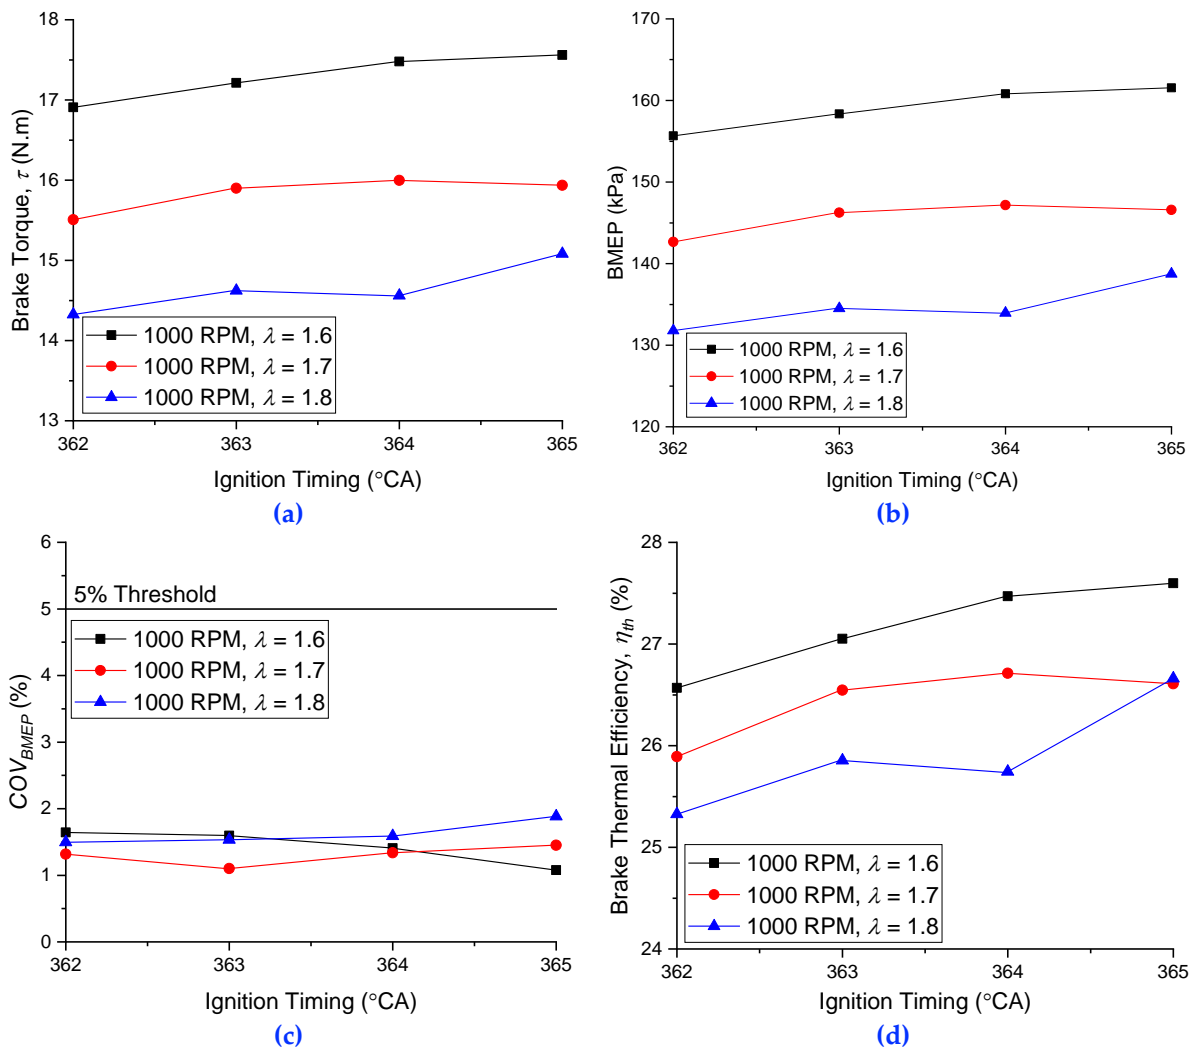 18
17
16
15
14
13
Brake Torque, τ (N.m)
1000 RPM, λ = 1.6
1000 RPM, λ = 1.7
1000 RPM, λ = 1.8
362 363 364 365
Ignition Timing (°CA)
(a)
170
160
150
140
130
120
BMEP (kPa)
1000 RPM, λ = 1.6
1000 RPM, λ = 1.7
1000 RPM, λ = 1.8
362 363 364 365
Ignition Timing (°CA)
(b)
6
5
4
3
2
1
0
COV_BMEP (%)
5% Threshold
1000 RPM, λ = 1.6
1000 RPM, λ = 1.7
1000 RPM, λ = 1.8
362 363 364 365
Ignition Timing (°CA)
(c)
28
27
26
25
24
Brake Thermal Efficiency, η_th (%)
1000 RPM, λ = 1.6
1000 RPM, λ = 1.7
1000 RPM, λ = 1.8
362 363 364 365
Ignition Timing (°CA)
(d)